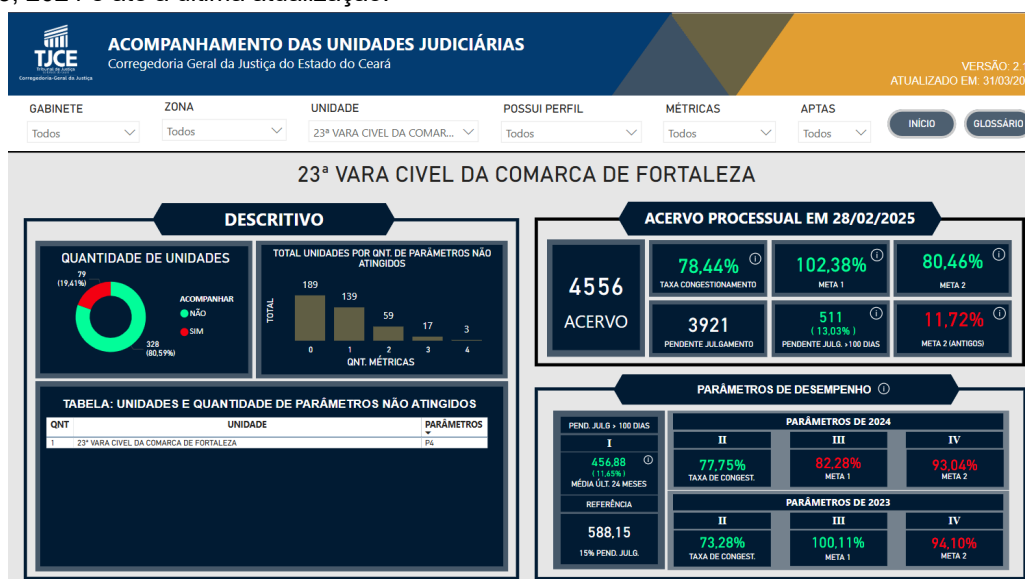 TJCE
Tribunal de Justiça
Corregedoria-Geral da Justiça
ACOMPANHAMENTO DAS UNIDADES JUDICIÁRIAS
Corregedoria Geral da Justiça do Estado do Ceará
VERSÃO: 2.
ATUALIZADO EM: 31/03/20
GABINETE
Todos
ZONA
Todos
UNIDADE
23ª VARA CIVEL DA COMAR...
POSSUI PERFIL
Todos
MÉTRICAS
Todos
APTAS
Todos
INÍCIO
GLOSSÁRIO
23ª VARA CIVEL DA COMARCA DE FORTALEZA
DESCRITIVO
QUANTIDADE DE UNIDADES
79
(19,41%)
ACOMPANHAR
NÃO
SIM
328
(80,59%)
TOTAL UNIDADES POR QNT. DE PARÂMETROS NÃO
ATINGIDOS
TOTAL
189
139
59
17
3
0 1 2 3 4
QNT. MÉTRICAS
TABELA: UNIDADES E QUANTIDADE DE PARÂMETROS NÃO ATINGIDOS
QNT UNIDADE PARÂMETROS
1 23ª VARA CIVEL DA COMARCA DE FORTALEZA P4
ACERVO PROCESSUAL EM 28/02/2025
4556
ACERVO
78,44%
TAXA CONGESTIONAMENTO
102,38%
META 1
80,46%
META 2
3921
PENDENTE JULGAMENTO
511
(13,03%)
PENDENTE JULG. >100 DIAS
11,72%
META 2 (ANTIGOS)
PARÂMETROS DE DESEMPENHO
PEND. JULG > 100 DIAS
I
456,88
(11,65%)
MÉDIA ÚLT. 24 MESES
REFERÊNCIA
588,15
15% PEND. JULG.
PARÂMETROS DE 2024
II III IV
77,75%
TAXA DE CONGEST.
82,28%
META 1
93,04%
META 2
PARÂMETROS DE 2023
II III IV
73,28%
TAXA DE CONGEST.
100,11%
META 1
94,10%
META 2